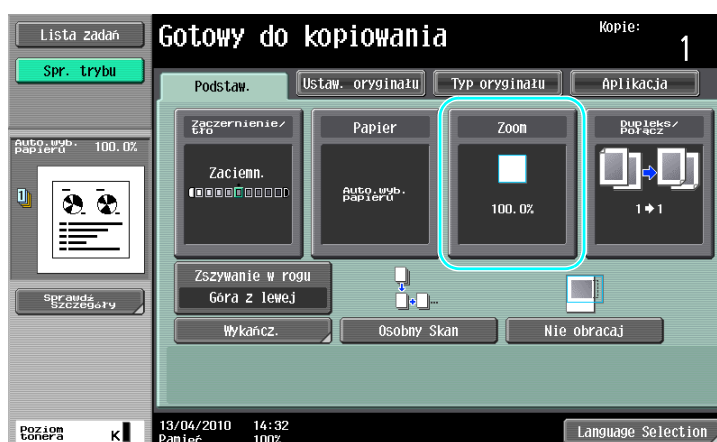 Lista zadań
Spr. trybu
Gotowy do kopiowania
Kopie:
1
Podstaw.
Ustaw. oryginału
Typ oryginału
Aplikacja
Auto.wyb.
papieru
100.0%
1
Sprawdź
Szczegóły
Zaczernienie/
tło
Zaciemn.
Papier
Auto.wyb.
papieru
Zoom
100.0%
Dupleks/
Połącz
1➔1
Zszywanie w rogu
Góra z lewej
Wykańcz.
Osobny Skan
Nie obracaj
Poziom
tonera
K
13/04/2010 14:32
Pamięć 100%
Language Selection